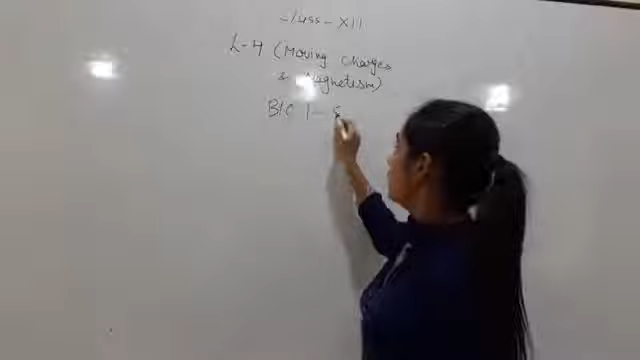 Class - XII
L-4 (Moving Charges
& Magnetism)
B/C 1 -